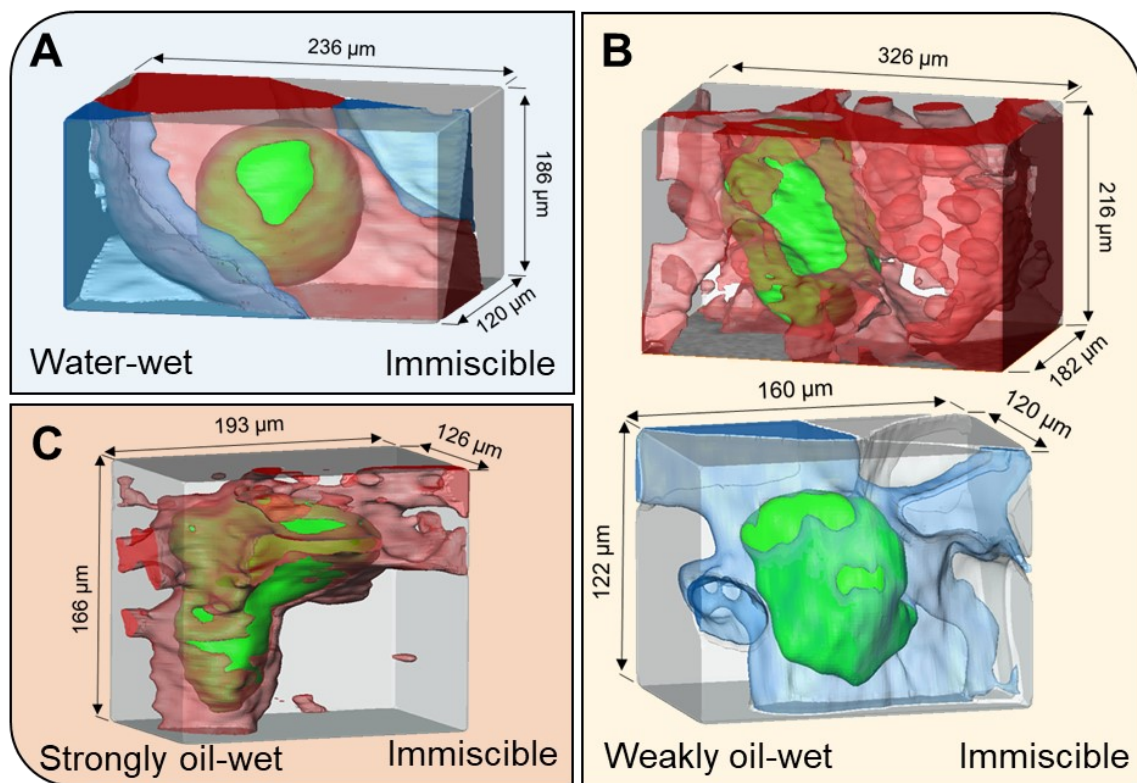 A
236 µm
186 µm
120 µm
Water-wet Immiscible
B
326 µm
216 µm
182 µm
160 µm
120 µm
122 µm
Weakly oil-wet Immiscible
C
193 µm
126 µm
166 µm
Strongly oil-wet Immiscible